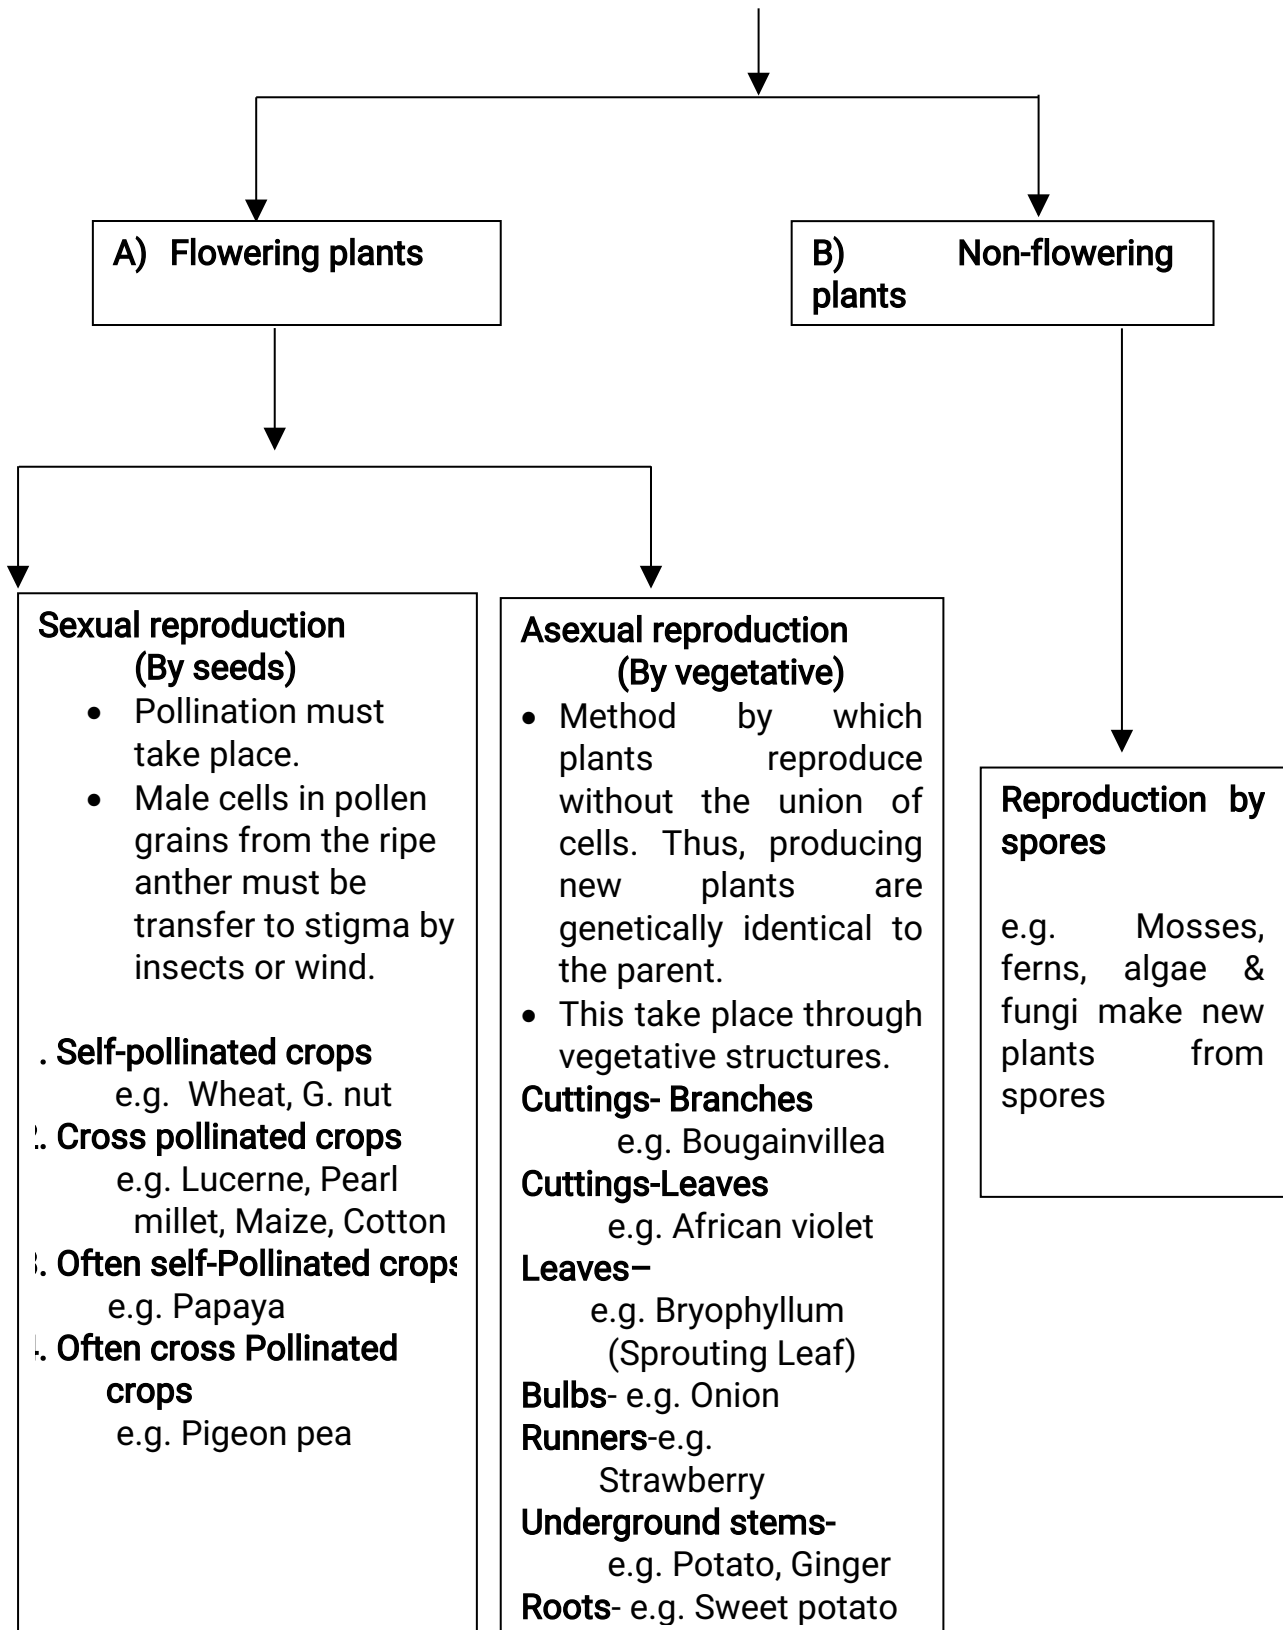 A) Flowering plants
B) Non-flowering
plants
Sexual reproduction
(By seeds)
• Pollination must
take place.
• Male cells in pollen
grains from the ripe
anther must be
transfer to stigma by
insects or wind.
. Self-pollinated crops
e.g. Wheat, G. nut
. Cross pollinated crops
e.g. Lucerne, Pearl
millet, Maize, Cotton
. Often self-Pollinated crops
e.g. Papaya
. Often cross Pollinated
crops
e.g. Pigeon pea
Asexual reproduction
(By vegetative)
• Method by which
plants reproduce
without the union of
cells. Thus, producing
new plants are
genetically identical to
the parent.
• This take place through
vegetative structures.
Cuttings- Branches
e.g. Bougainvillea
Cuttings-Leaves
e.g. African violet
Leaves–
e.g. Bryophyllum
(Sprouting Leaf)
Bulbs- e.g. Onion
Runners-e.g.
Strawberry
Underground stems-
e.g. Potato, Ginger
Roots- e.g. Sweet potato
Reproduction by
spores
e.g. Mosses,
ferns, algae &
fungi make new
plants from
spores